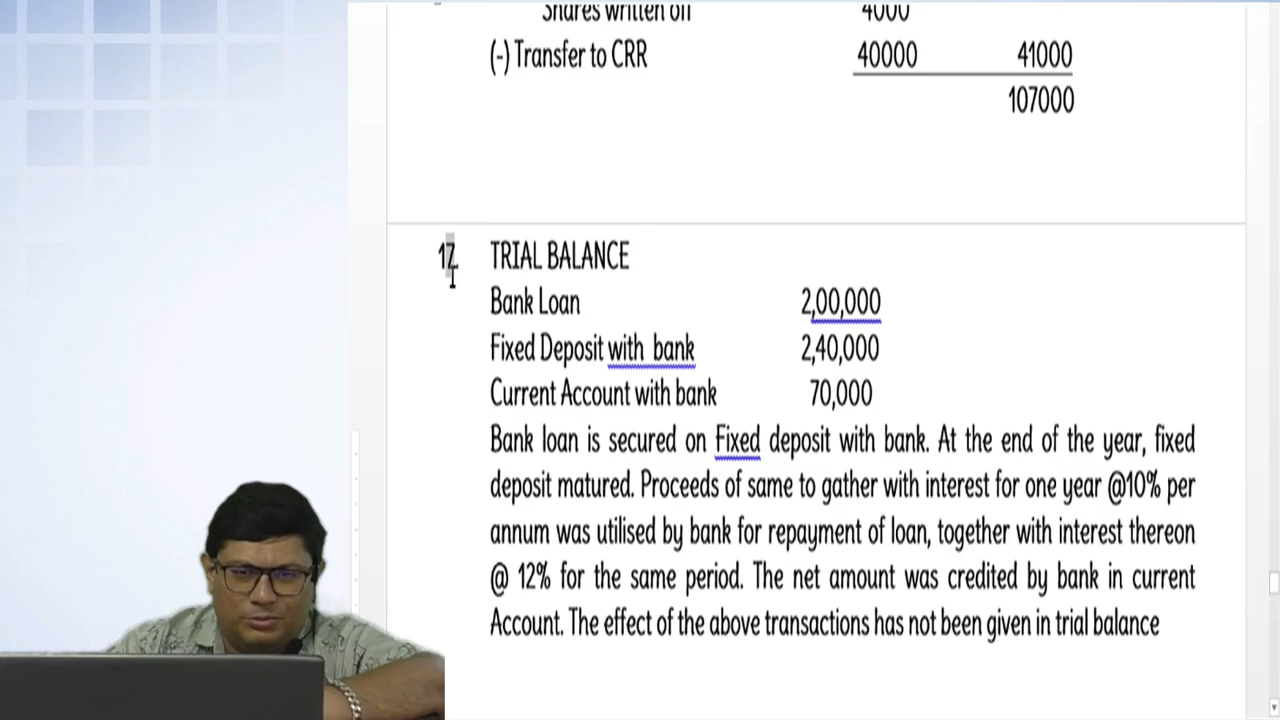 Shares written off 4000
(-) Transfer to CRR 40000 41000
107000
17 TRIAL BALANCE
Bank Loan 2,00,000
Fixed Deposit with bank 2,40,000
Current Account with bank 70,000
Bank loan is secured on Fixed deposit with bank. At the end of the year, fixed
deposit matured. Proceeds of same to gather with interest for one year @10% per
annum was utilised by bank for repayment of loan, together with interest thereon
@ 12% for the same period. The net amount was credited by bank in current
Account. The effect of the above transactions has not been given in trial balance